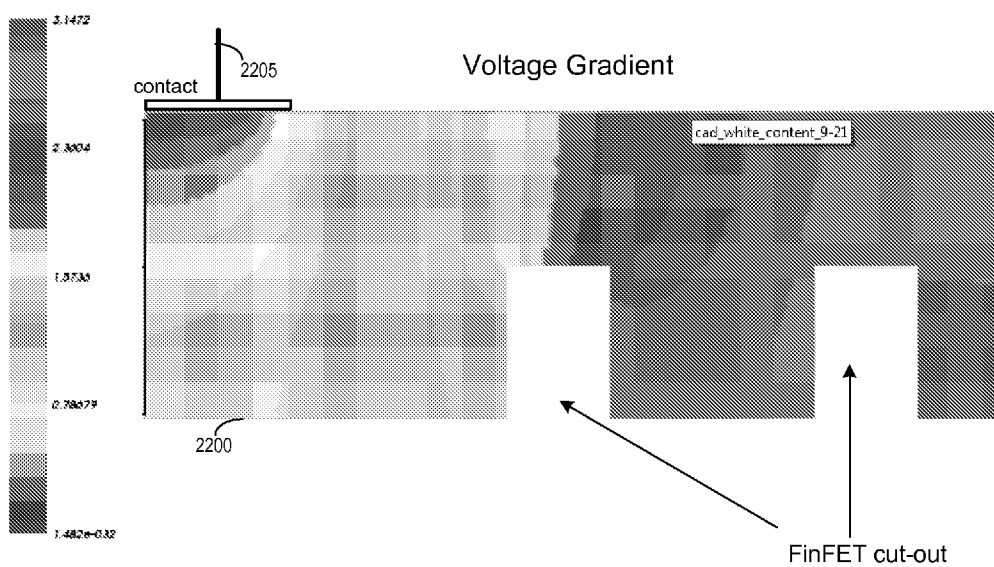 3.1472
2205
Voltage Gradient
contact
cad_white_content_9-21
2.3604
1.5736
0.78679
2200
1.482e-032
FinFET cut-out